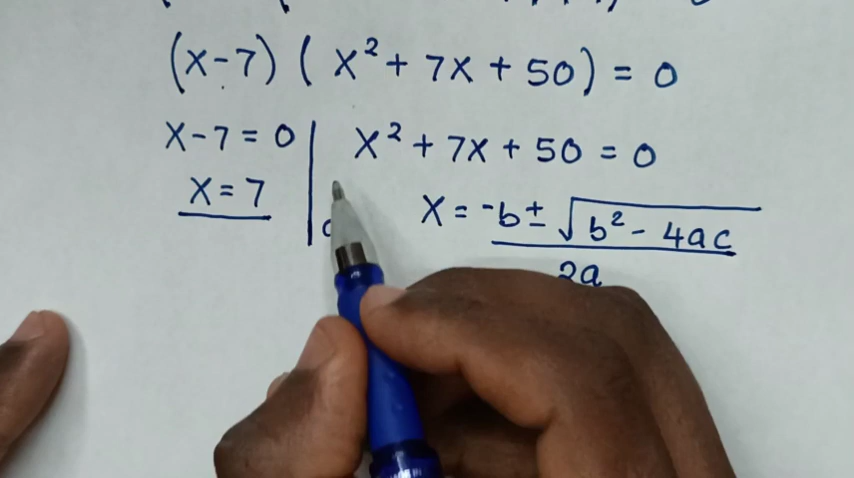 (x-7) ( x² + 7x + 50) = 0
x-7 = 0
x² + 7x + 50 = 0
x = 7
x = -b ± √b² - 4ac
2a